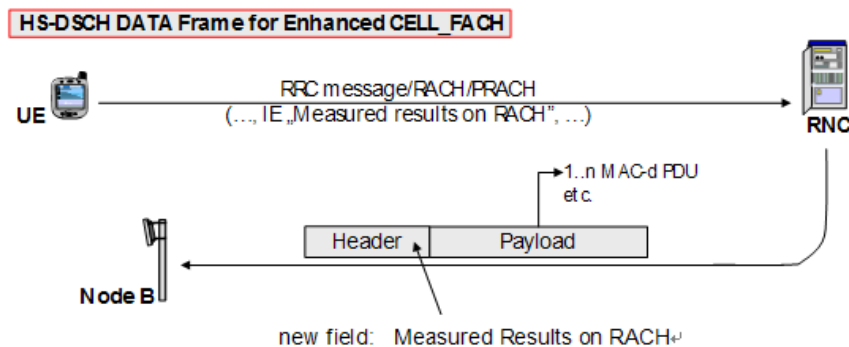 HS-DSCH DATA Frame for Enhanced CELL_FACH
RRC message/RACH/PRACH
UE
(…, IE „Measured results on RACH”, …)
RNC
1..n MAC-d PDU
etc.
Header
Payload
Node B
new field: Measured Results on RACH↵